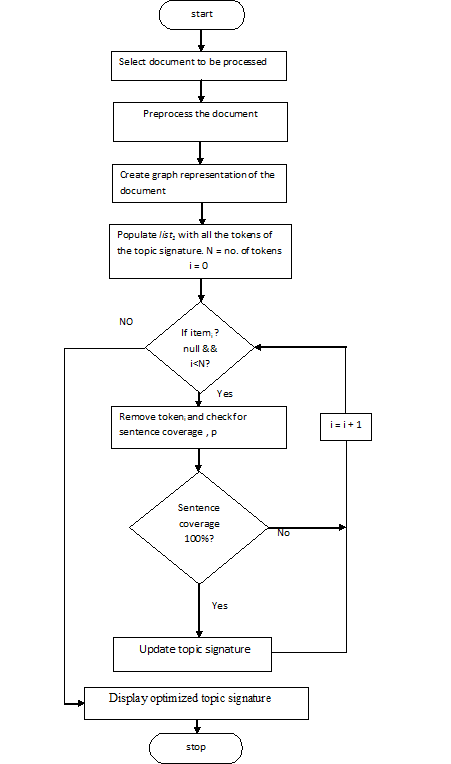 start
Select document to be processed
Preprocess the document
Create graph representation of the
document
Populate list, with all the tokens of
the topic signature. N = no. of tokens
i = 0
NO
If itemi ?
null &&
i<N?
Yes
Remove tokeni and check for
sentence coverage , p
i = i + 1
Sentence
coverage
100%?
No
Yes
Update topic signature
Display optimized topic signature
stop